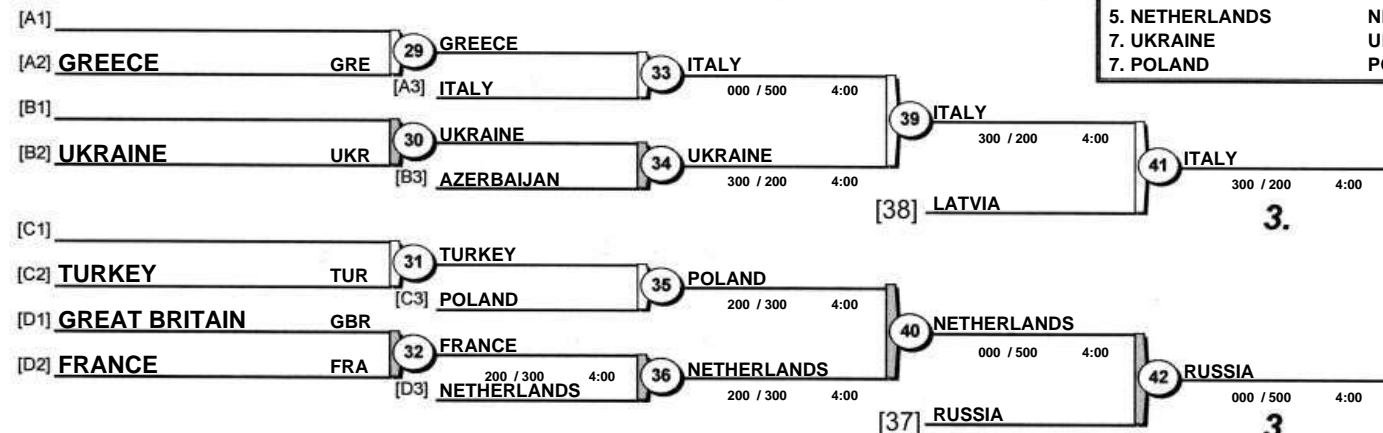 5. NETHERLANDS
7. UKRAINE
7. POLAND
[A1]
[A2] GREECE GRE 29 GREECE
[A3] ITALY 33 ITALY
000 / 500 4:00
[B1]
[B2] UKRAINE UKR 30 UKRAINE
[B3] AZERBAIJAN 34 UKRAINE
300 / 200 4:00
39 ITALY
300 / 200 4:00
[38] LATVIA
41 ITALY
300 / 200 4:00
3.
[C1]
[C2] TURKEY TUR 31 TURKEY
[C3] POLAND 35 POLAND
200 / 300 4:00
[D1] GREAT BRITAIN GBR
[D2] FRANCE FRA 32 FRANCE
200 / 300 4:00
[D3] NETHERLANDS 36 NETHERLANDS
200 / 300 4:00
40 NETHERLANDS
000 / 500 4:00
[37] RUSSIA
42 RUSSIA
000 / 500 4:00
3